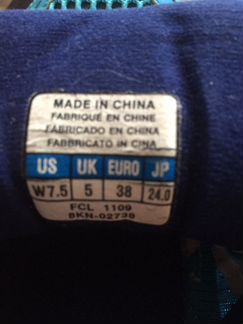 MADE IN CHINA
FABRIQUÉ EN CHINE
FABRICADO EN CHINA
FABBRICATO IN CINA
US UK EURO JP
W7.5 5 38 24.0
FCL 1109
BKN-02738